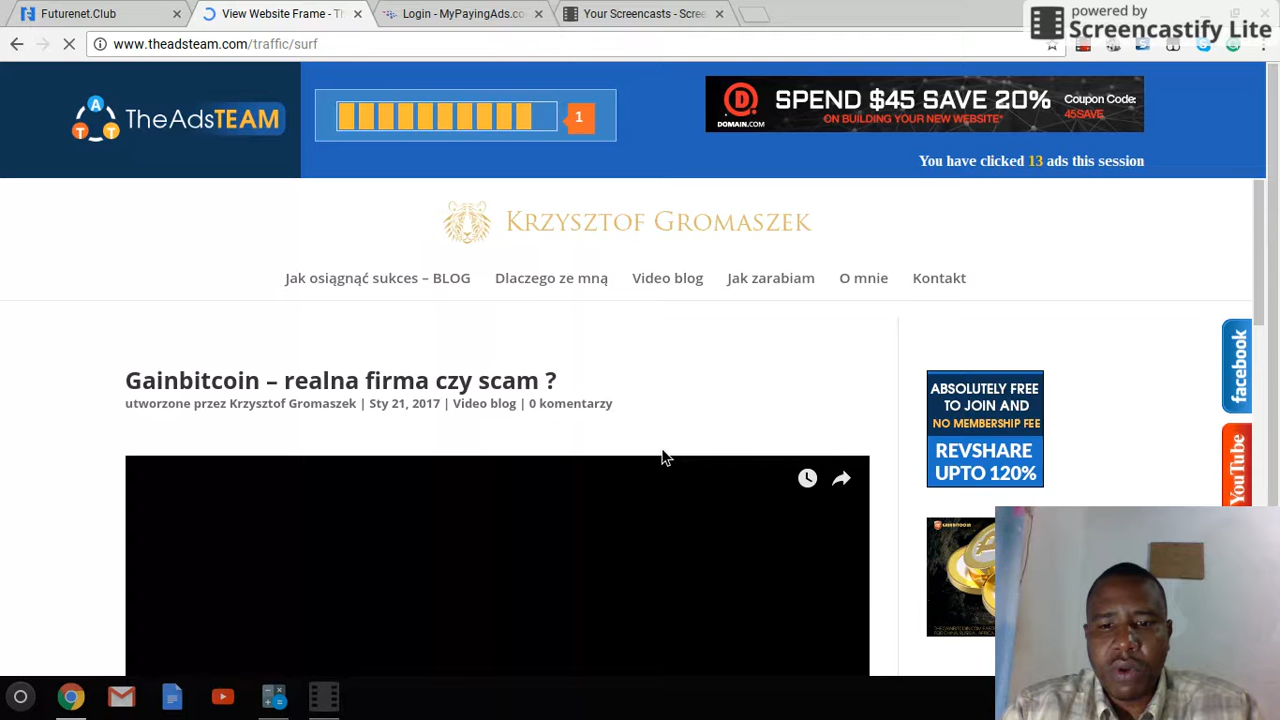 Futurenet.Club
View Website Frame - Th
Login - MyPayingAds.co
Your Screencasts - Scree
powered by
Screencastify Lite
www.theadsteam.com/traffic/surf
A T T
TheAdsTEAM
1
D
DOMAIN.COM
SPEND $45 SAVE 20%
ON BUILDING YOUR NEW WEBSITE*
Coupon Code:
45SAVE
You have clicked 13 ads this session
KRZYSZTOF GROMASZEK
Jak osiągnąć sukces – BLOG
Dlaczego ze mną
Video blog
Jak zarabiam
O mnie
Kontakt
Gainbitcoin – realna firma czy scam ?
utworzone przez Krzysztof Gromaszek | Sty 21, 2017 | Video blog | 0 komentarzy
ABSOLUTELY FREE
TO JOIN AND
NO MEMBERSHIP FEE
REVSHARE
UPTO 120%
GAINBITCOIN
facebook
YouTube